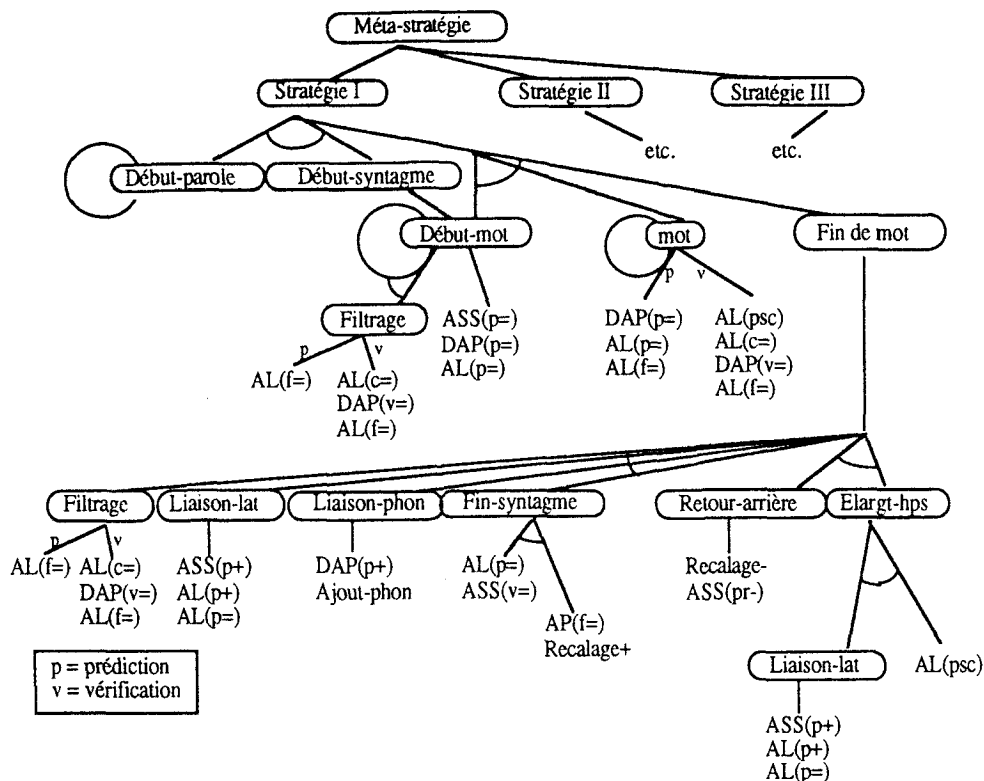 Méta-stratégie
Stratégie I Stratégie II Stratégie III
etc. etc.
Début-parole Début-syntagme
Début-mot mot Fin de mot
p v
Filtrage
ASS(p=)
DAP(p=)
AL(p=)
DAP(p=)
AL(p=)
AL(f=)
AL(psc)
AL(c=)
DAP(v=)
AL(f=)
p v
AL(f=)
AL(c=)
DAP(v=)
AL(f=)
Filtrage Liaison-lat Liaison-phon Fin-syntagme Retour-arrière Elargt-hps
p v
AL(f=)
AL(c=)
DAP(v=)
AL(f=)
ASS(p+)
AL(p+)
AL(p=)
DAP(p+)
Ajout-phon
AL(p=)
ASS(v=)
AP(f=)
Recalage+
Recalage-
ASS(pr-)
Liaison-lat
AL(psc)
ASS(p+)
AL(p+)
AL(p=)
p = prédiction
v = vérification